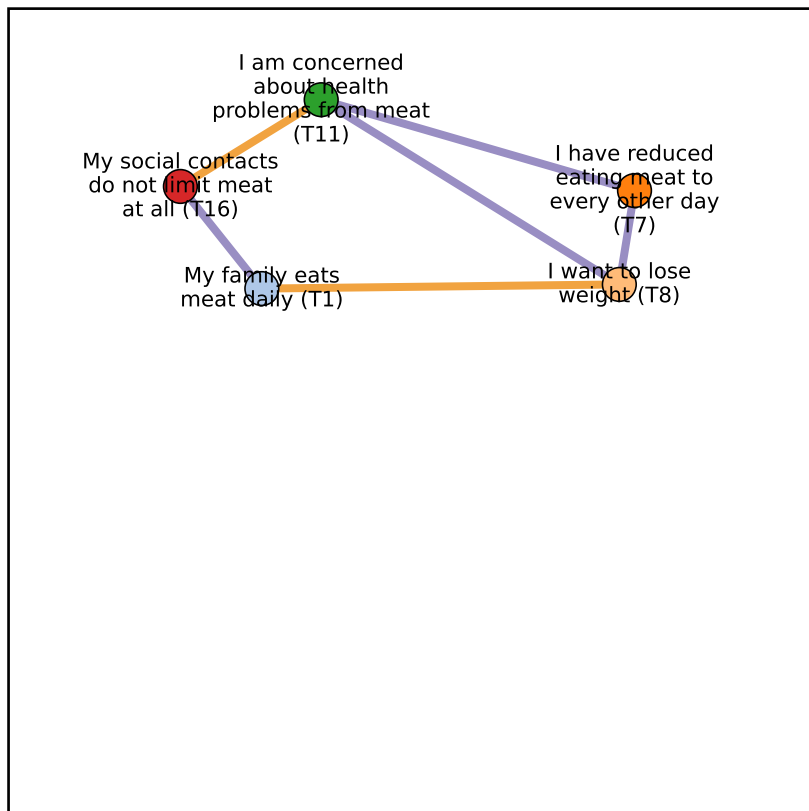 I am concerned
about health
problems from meat
(T11)
My social contacts
do not limit meat
at all (T16)
I have reduced
eating meat to
every other day
(T7)
My family eats
meat daily (T1)
I want to lose
weight (T8)